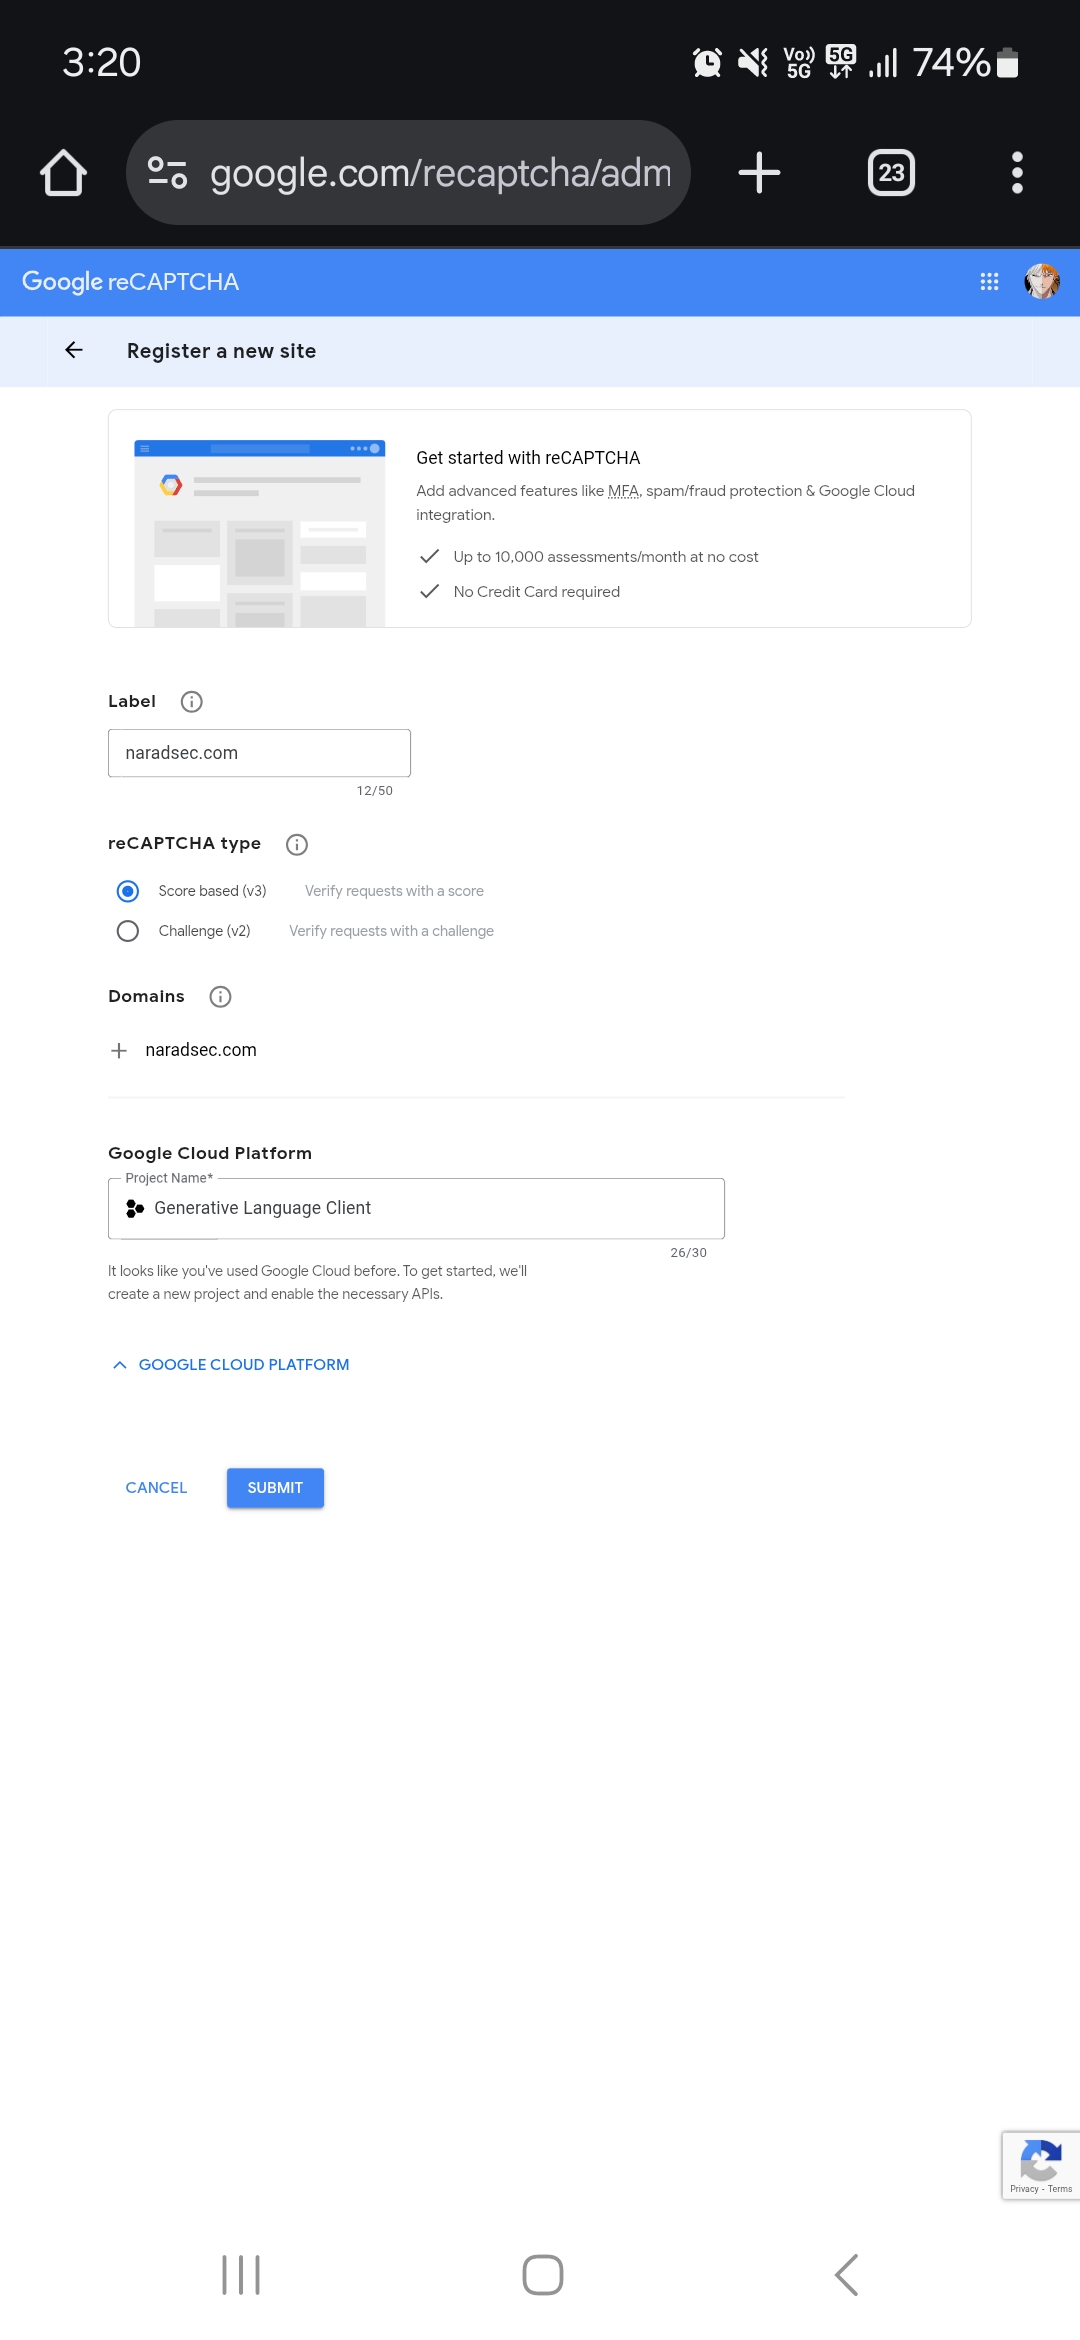 3:20
Vo))
5G
5G
74%
google.com/recaptcha/adm
23
Google reCAPTCHA
Register a new site
Get started with reCAPTCHA
Add advanced features like MFA, spam/fraud protection & Google Cloud
integration.
Up to 10,000 assessments/month at no cost
No Credit Card required
Label
naradsec.com
12/50
reCAPTCHA type
Score based (v3) Verify requests with a score
Challenge (v2) Verify requests with a challenge
Domains
naradsec.com
Google Cloud Platform
Project Name*
Generative Language Client
26/30
It looks like you've used Google Cloud before. To get started, we'll
create a new project and enable the necessary APIs.
GOOGLE CLOUD PLATFORM
CANCEL
SUBMIT
Privacy - Terms